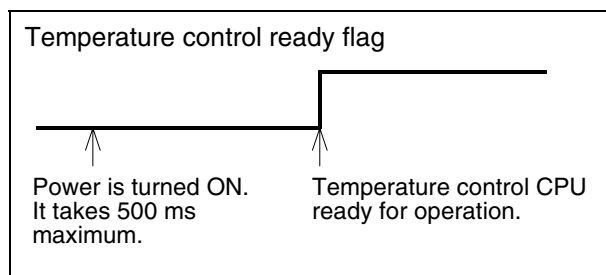 Temperature control ready flag
Power is turned ON.
It takes 500 ms
maximum.
Temperature control CPU
ready for operation.